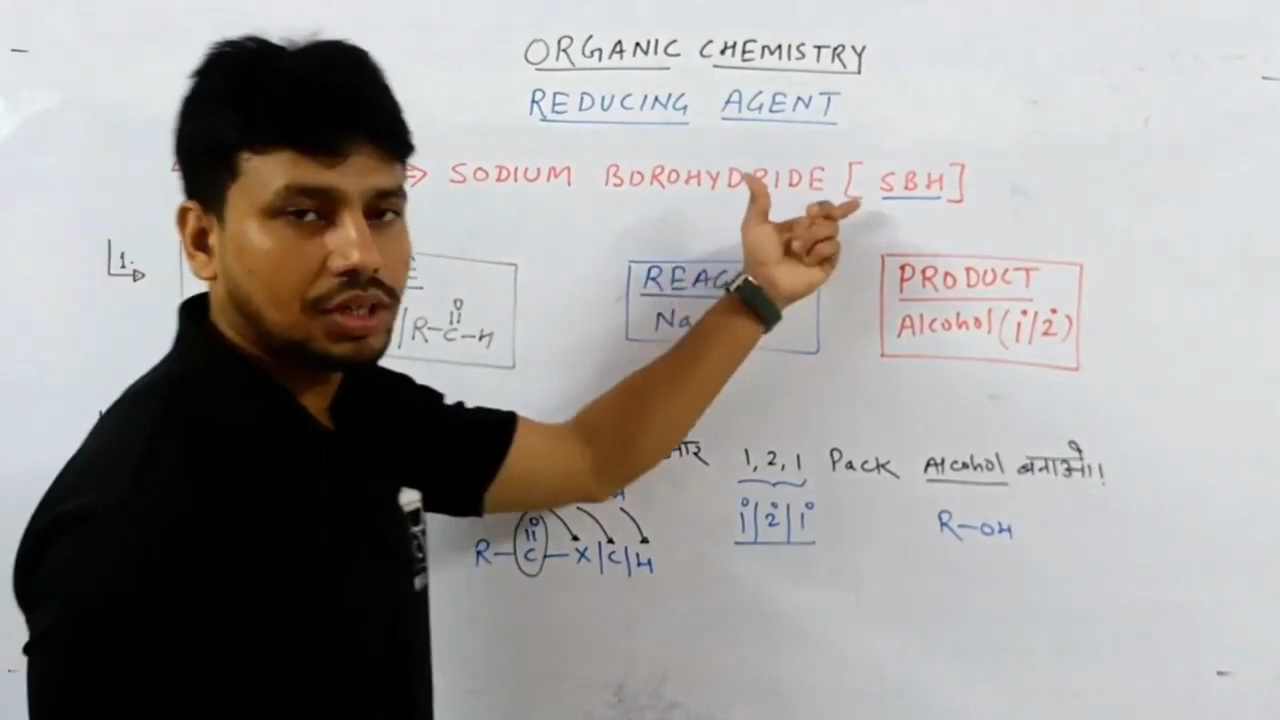 ORGANIC CHEMISTRY
REDUCING AGENT
⇒ SODIUM BOROHYDRIDE [SBH]
1.
REAG
PRODUCT
/R-C-H
O
Na
Alcohol (1°/2°)
1, 2, 1 Pack Alcohol बनाओ।।
1°|2°|1°
R-OH
O
R-C-X|C|H